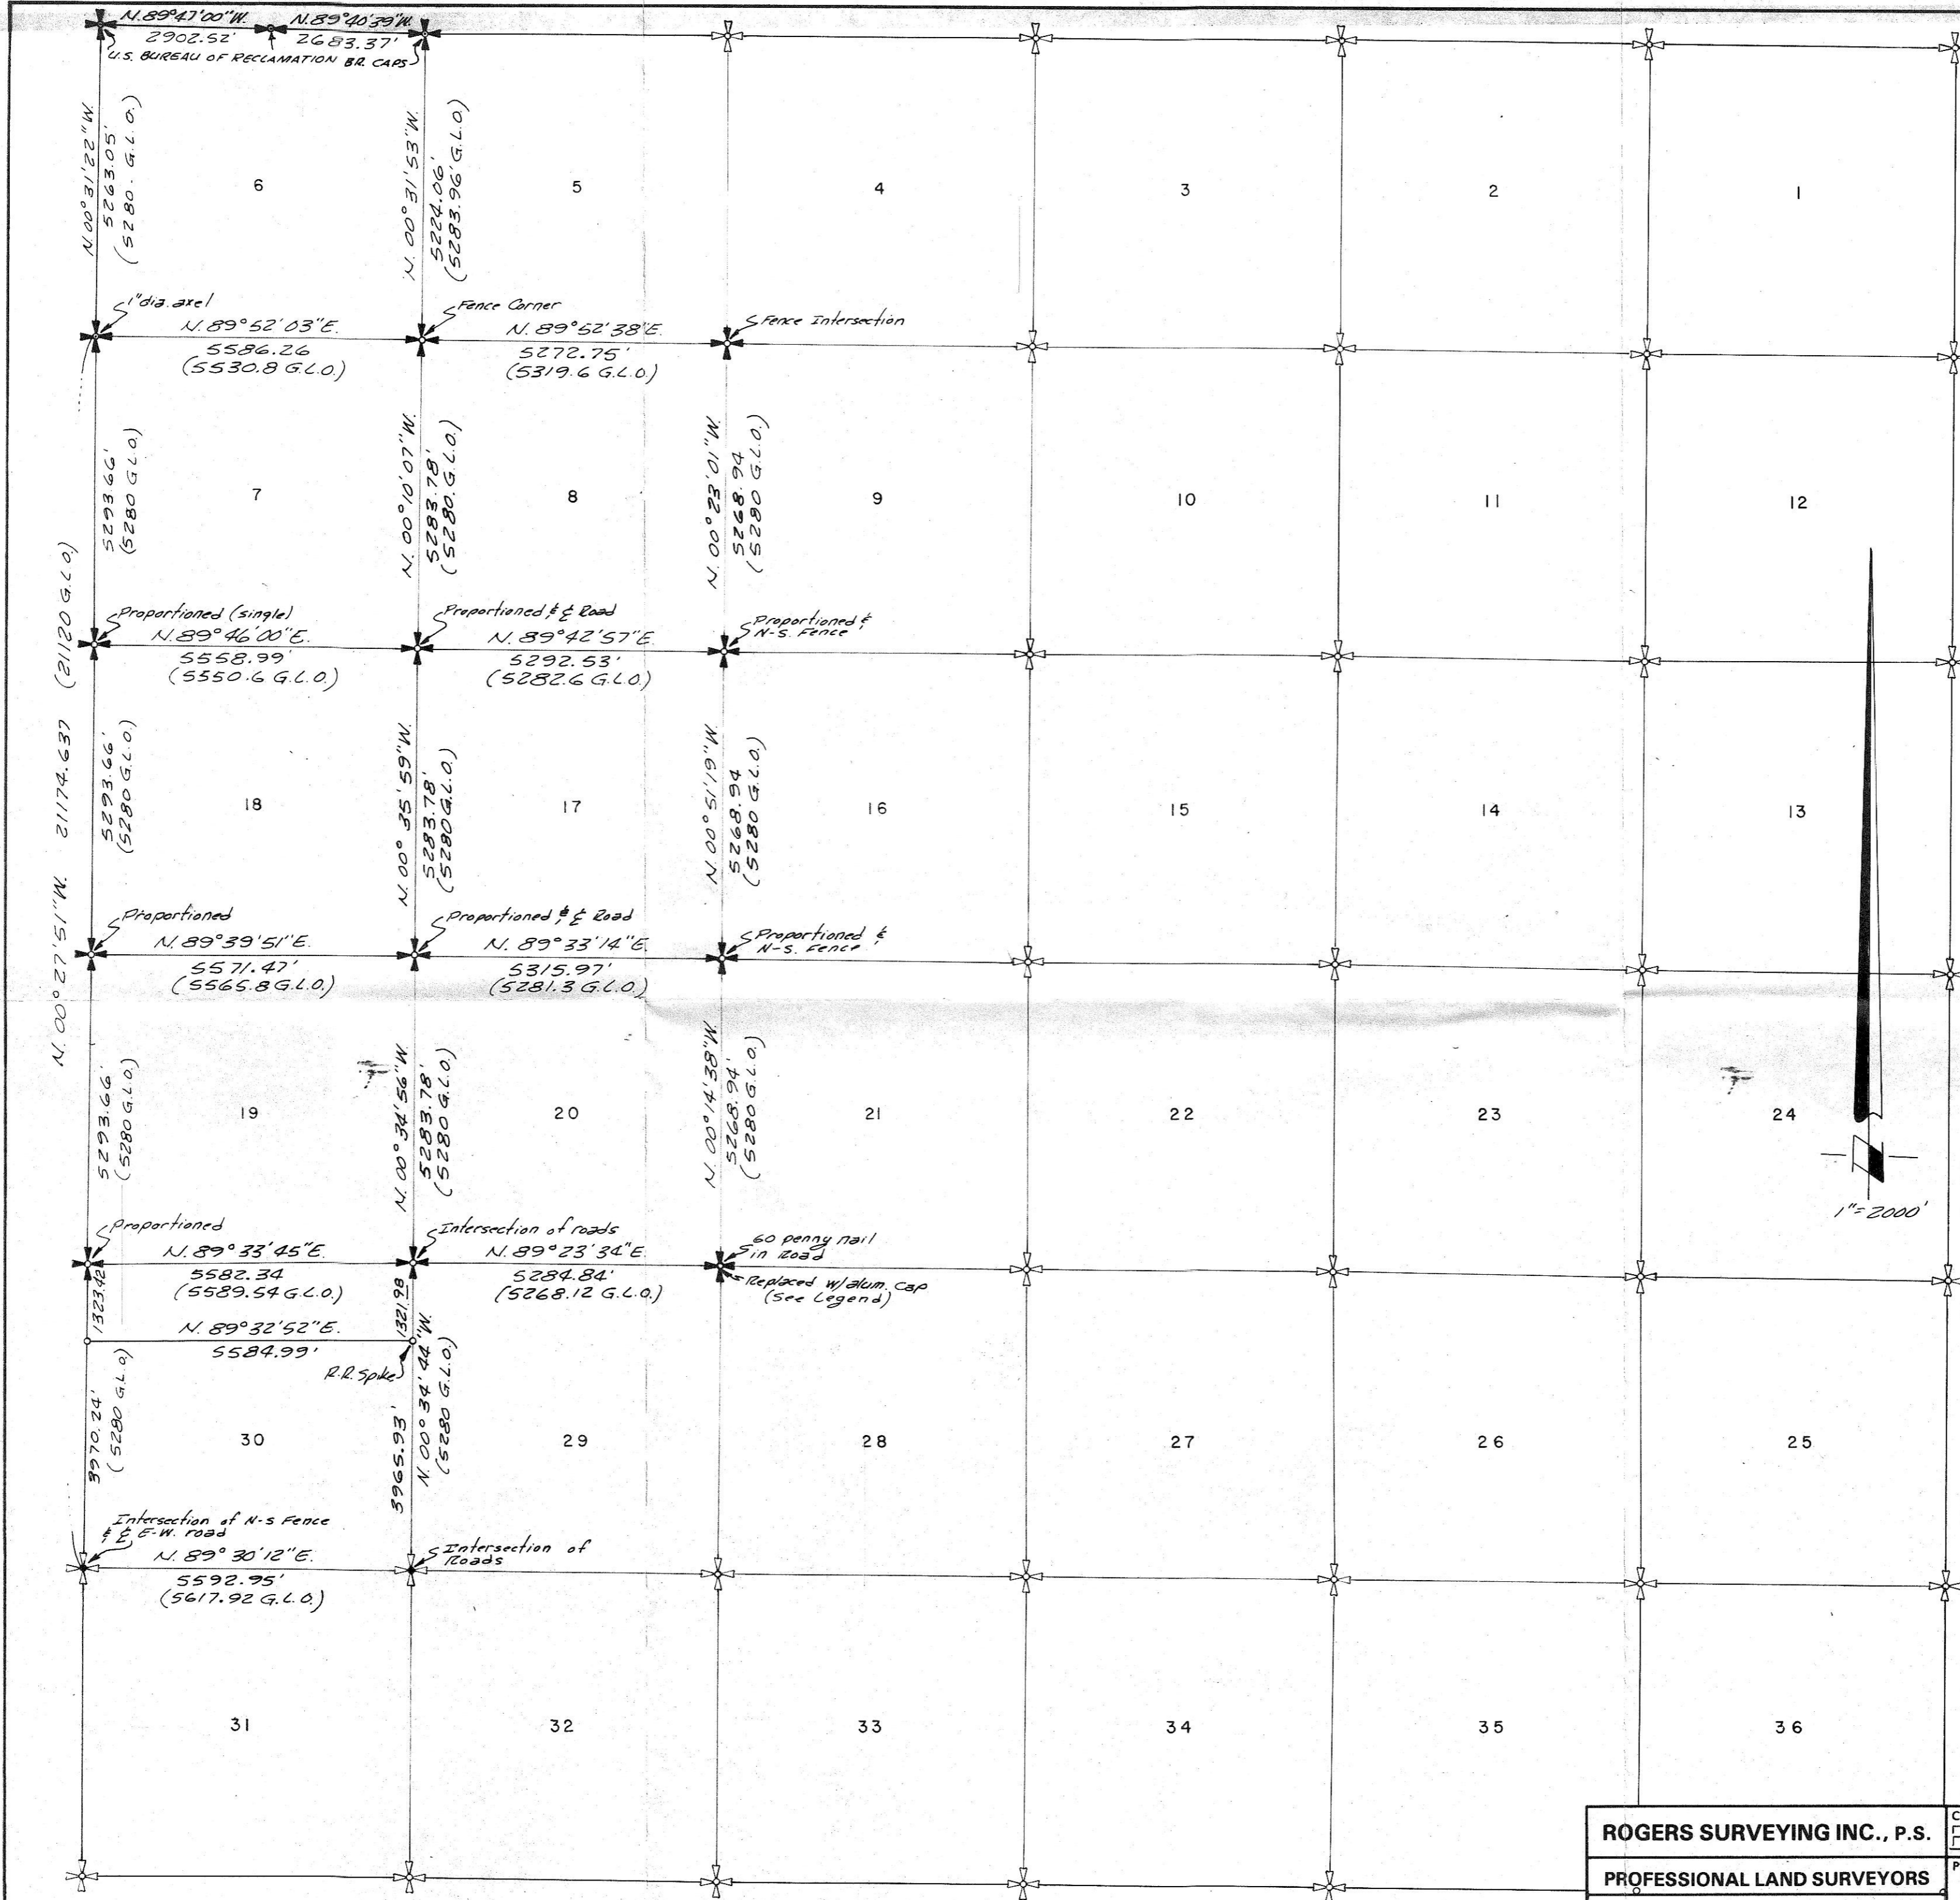 N.89°47'00"W. N.89°40'39"W.
2902.52' 2683.37'
U.S. BUREAU OF RECLAMATION BR. CAPS
N.00°31'22"W.
5263.05'
(5280. G.L.O.)
6
N. 00°31'53"W.
5224.06'
(5283.96' G.L.O.)
5
4
3
2
1
1" dia. axel
N. 89°52'03"E.
5586.26
(5530.8 G.L.O.)
Fence Corner
N. 89°52'38"E.
5272.75'
(5319.6 G.L.O.)
Fence Intersection
5293.66'
(5280 G.L.O.)
7
N. 00°10'07"W.
5283.78'
(5280. G.L.O.)
8
N. 00°23'01"W.
5268.94
(5280 G.L.O.)
9
10
11
12
N. 00°27'51"W. 21174.637 (21120 G.L.O.)
Proportioned (single)
N. 89°46'00"E.
5558.99'
(5550.6 G.L.O.)
Proportioned & ℄ Road
N. 89°42'57"E.
5292.53'
(5282.6 G.L.O.)
Proportioned &
N-S. Fence
5293.66'
(5280 G.L.O.)
18
N. 00° 35'59"W.
5283.78'
(5280 G.L.O.)
17
N. 00°51'19"W.
5268.94
(5280 G.L.O.)
16
15
14
13
Proportioned
N. 89°39'51"E.
5571.47'
(5565.8 G.L.O.)
Proportioned & ℄ Road
N. 89°33'14"E.
5315.97'
(5281.3 G.L.O.)
Proportioned &
N-S. Fence
5293.66'
(5280 G.L.O.)
19
N. 00°34'56"W.
5283.78'
(5280 G.L.O.)
20
N. 00°14'38"W.
5268.94'
(5280 G.L.O.)
21
22
23
24
1"=2000'
Proportioned
N. 89°33'45"E.
5582.34
(5589.54 G.L.O.)
Intersection of roads
N. 89°23'34"E.
5284.84'
(5268.12 G.L.O.)
60 penny nail
in Road
Replaced w/alum. Cap
(See Legend)
1323.42
N. 89°32'52"E.
5584.99'
1321.98
R.R. Spike
3970.24'
(5280 G.L.O.)
30
3965.93'
N. 00°34'44"W.
(5280 G.L.O.)
29
28
27
26
25
Intersection of N-S Fence
& ℄ E-W. road
N. 89°30'12"E.
5592.95'
(5617.92 G.L.O.)
Intersection of
Roads
31
32
33
34
35
36
ROGERS SURVEYING INC., P.S.
PROFESSIONAL LAND SURVEYORS